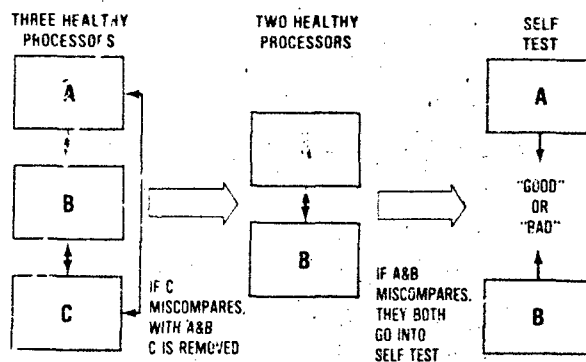 THREE HEALTHY
PROCESSORS
A
B
C
IF C
MISCOMPARES,
WITH A&B
C IS REMOVED
TWO HEALTHY
PROCESSORS
B
IF A&B
MISCOMPARES,
THEY BOTH
GO INTO
SELF TEST
SELF
TEST
A
"GOOD"
OR
"BAD"
B